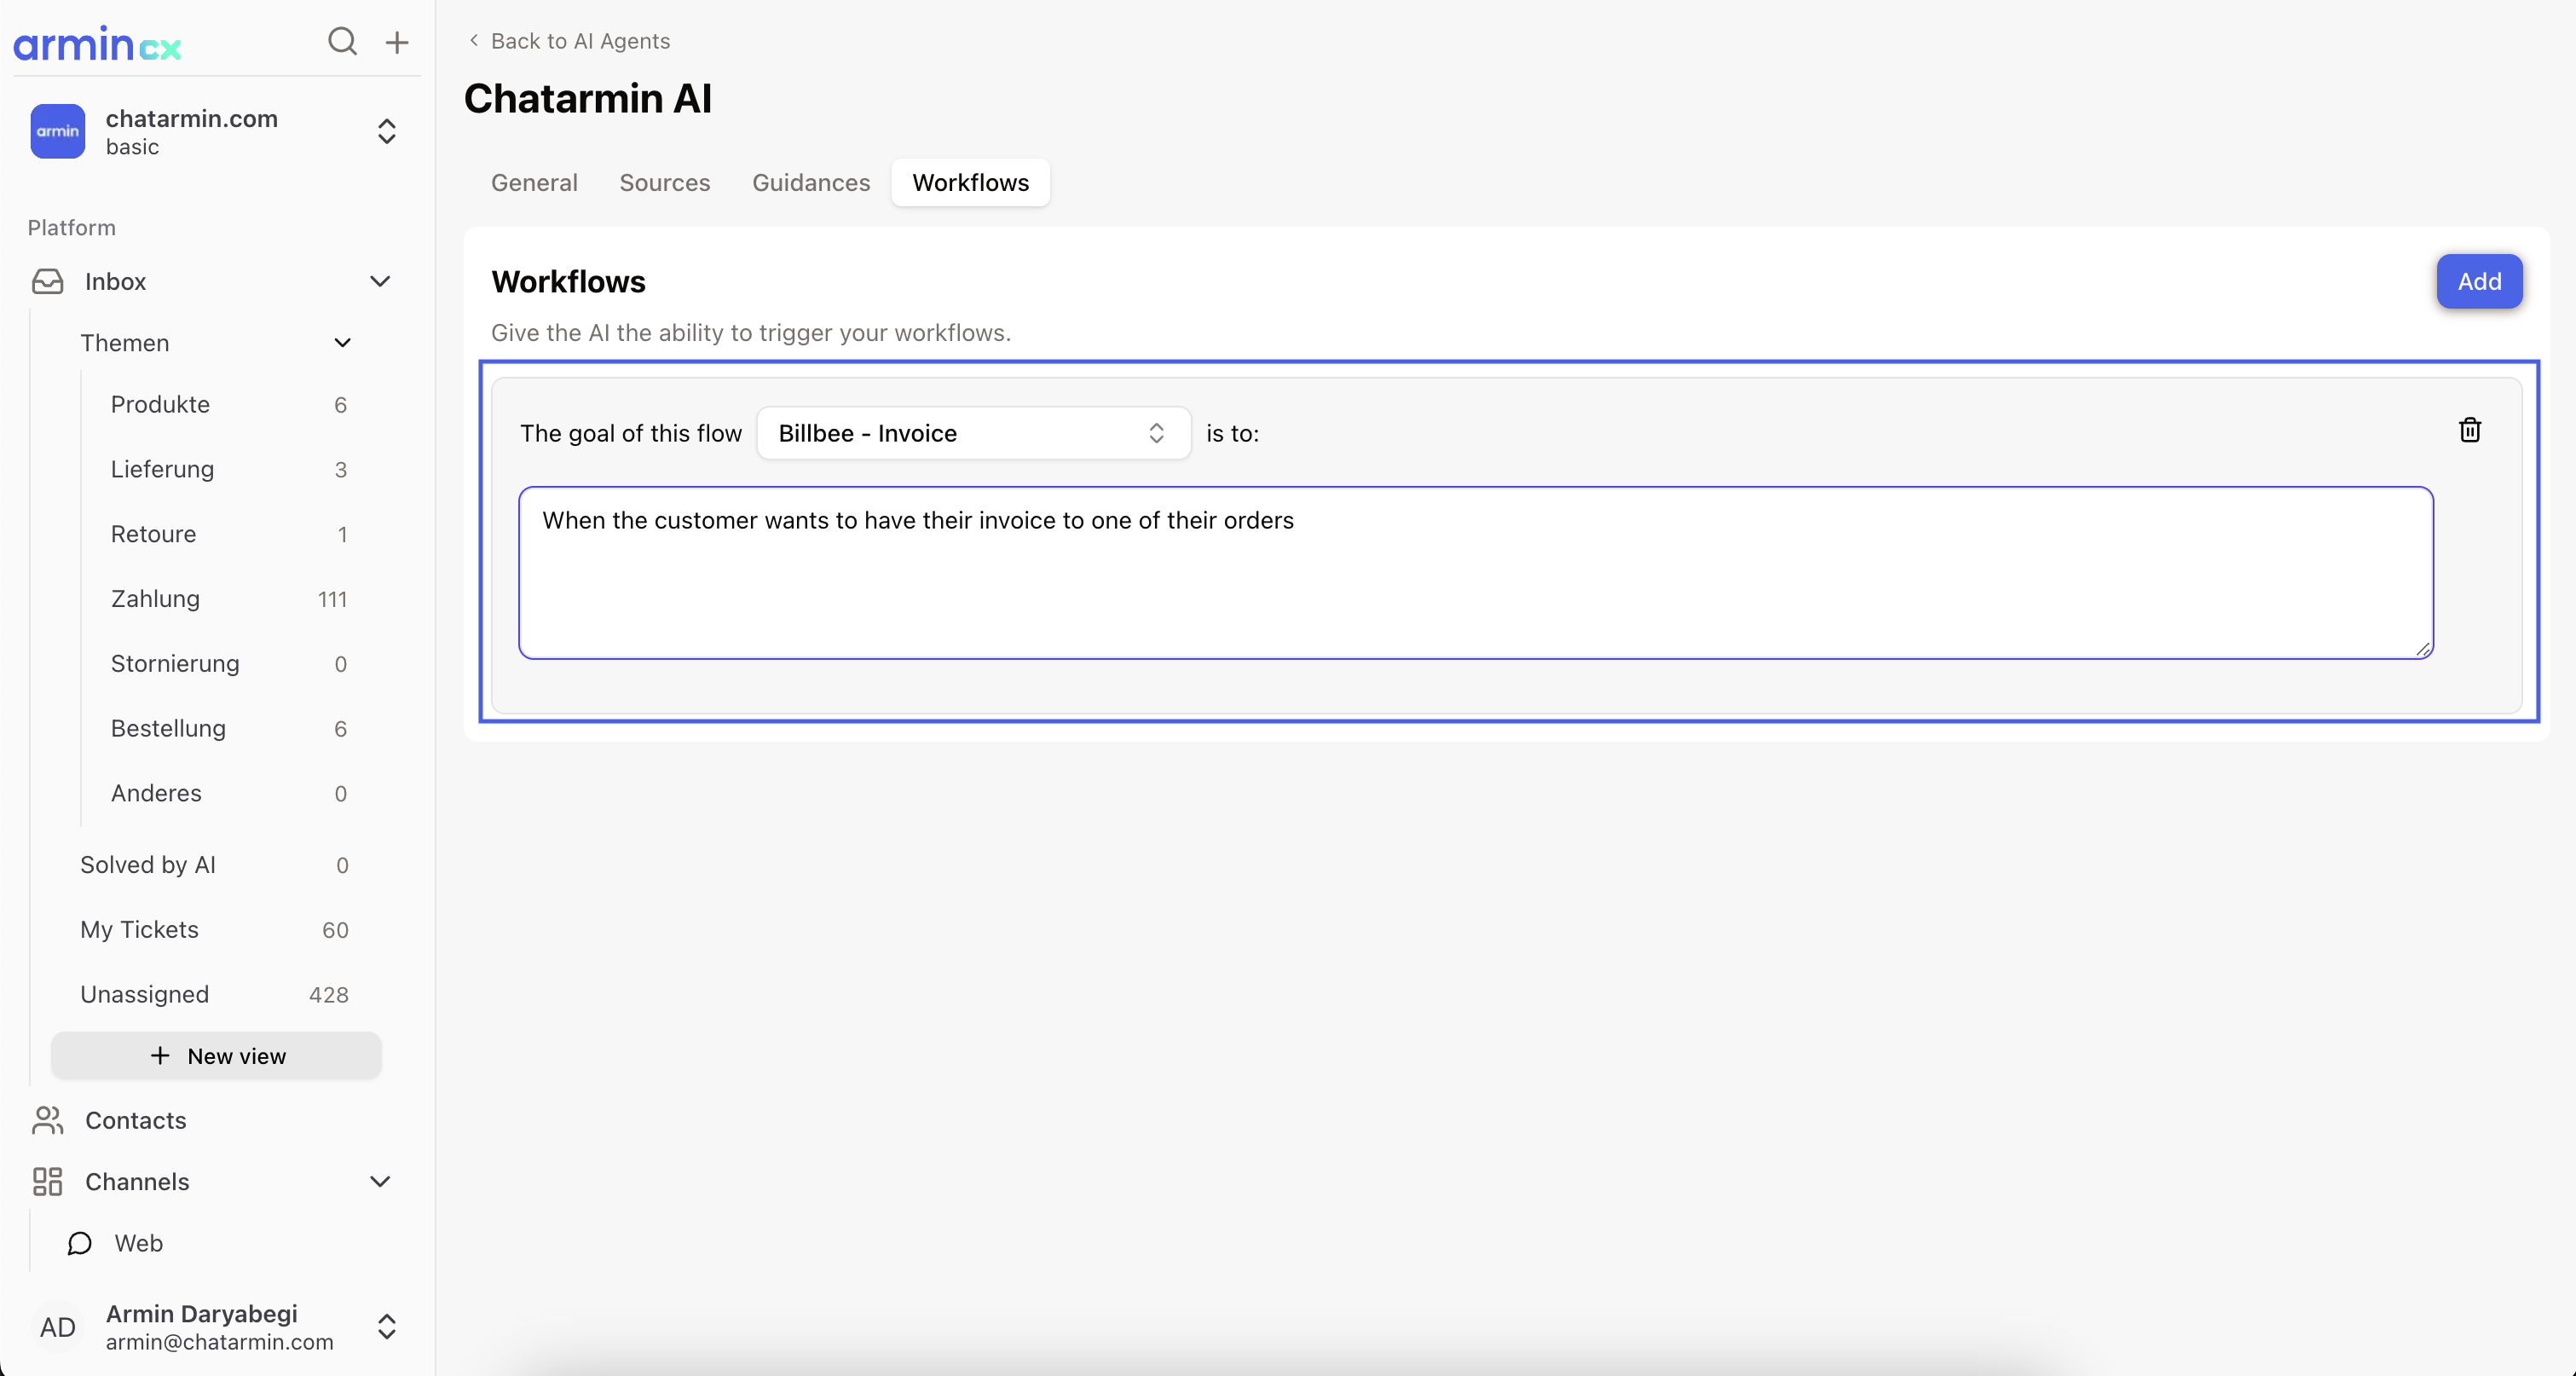 armin cx
armin
chatarmin.com
basic
Platform
Inbox
Themen
Produkte 6
Lieferung 3
Retoure 1
Zahlung 111
Stornierung 0
Bestellung 6
Anderes 0
Solved by AI 0
My Tickets 60
Unassigned 428
New view
Contacts
Channels
Web
AD
Armin Daryabegi
armin@chatarmin.com
Back to AI Agents
Chatarmin AI
General Sources Guidances Workflows
Workflows
Add
Give the AI the ability to trigger your workflows.
The goal of this flow Billbee - Invoice is to:
When the customer wants to have their invoice to one of their orders